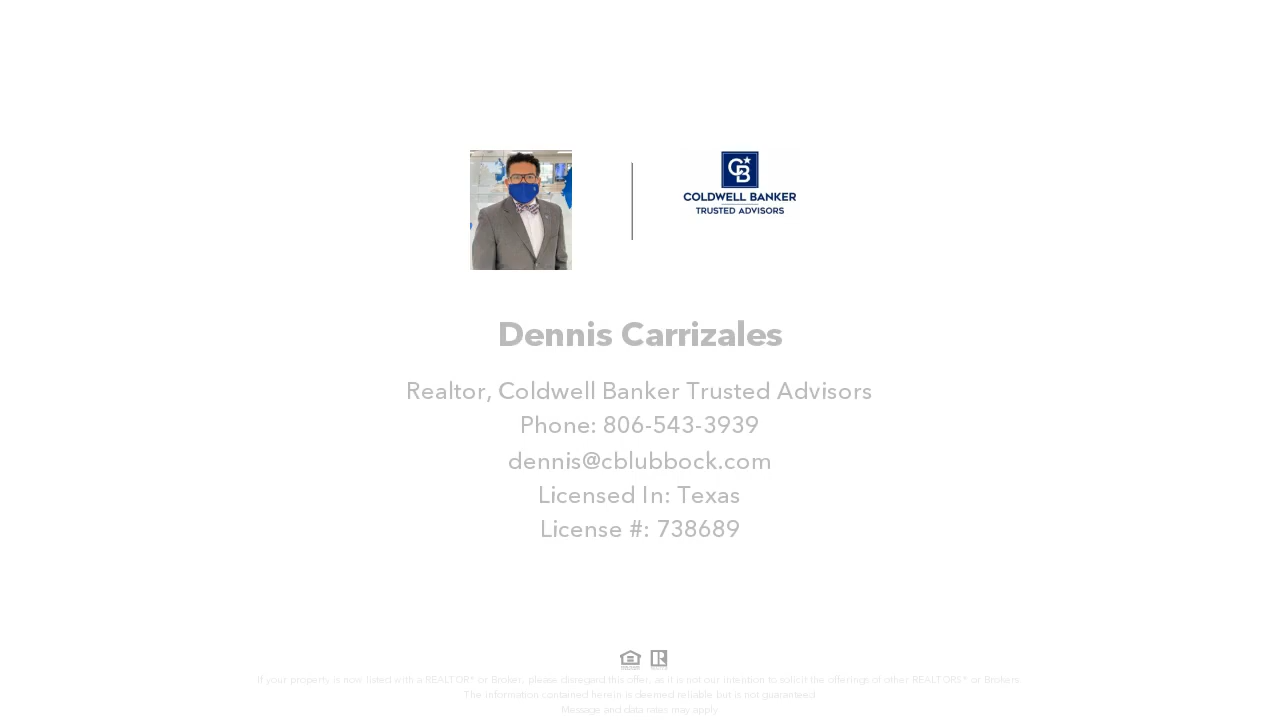 COLDWELL BANKER
TRUSTED ADVISORS
Dennis Carrizales
Realtor, Coldwell Banker Trusted Advisors
Phone: 806-543-3939
dennis@cblubbock.com
Licensed In: Texas
License #: 738689
If your property is now listed with a REALTOR® or Broker, please disregard this offer, as it is not our intention to solicit the offerings of other REALTORS® or Brokers.
The information contained herein is deemed reliable but is not guaranteed.
Message and data rates may apply.